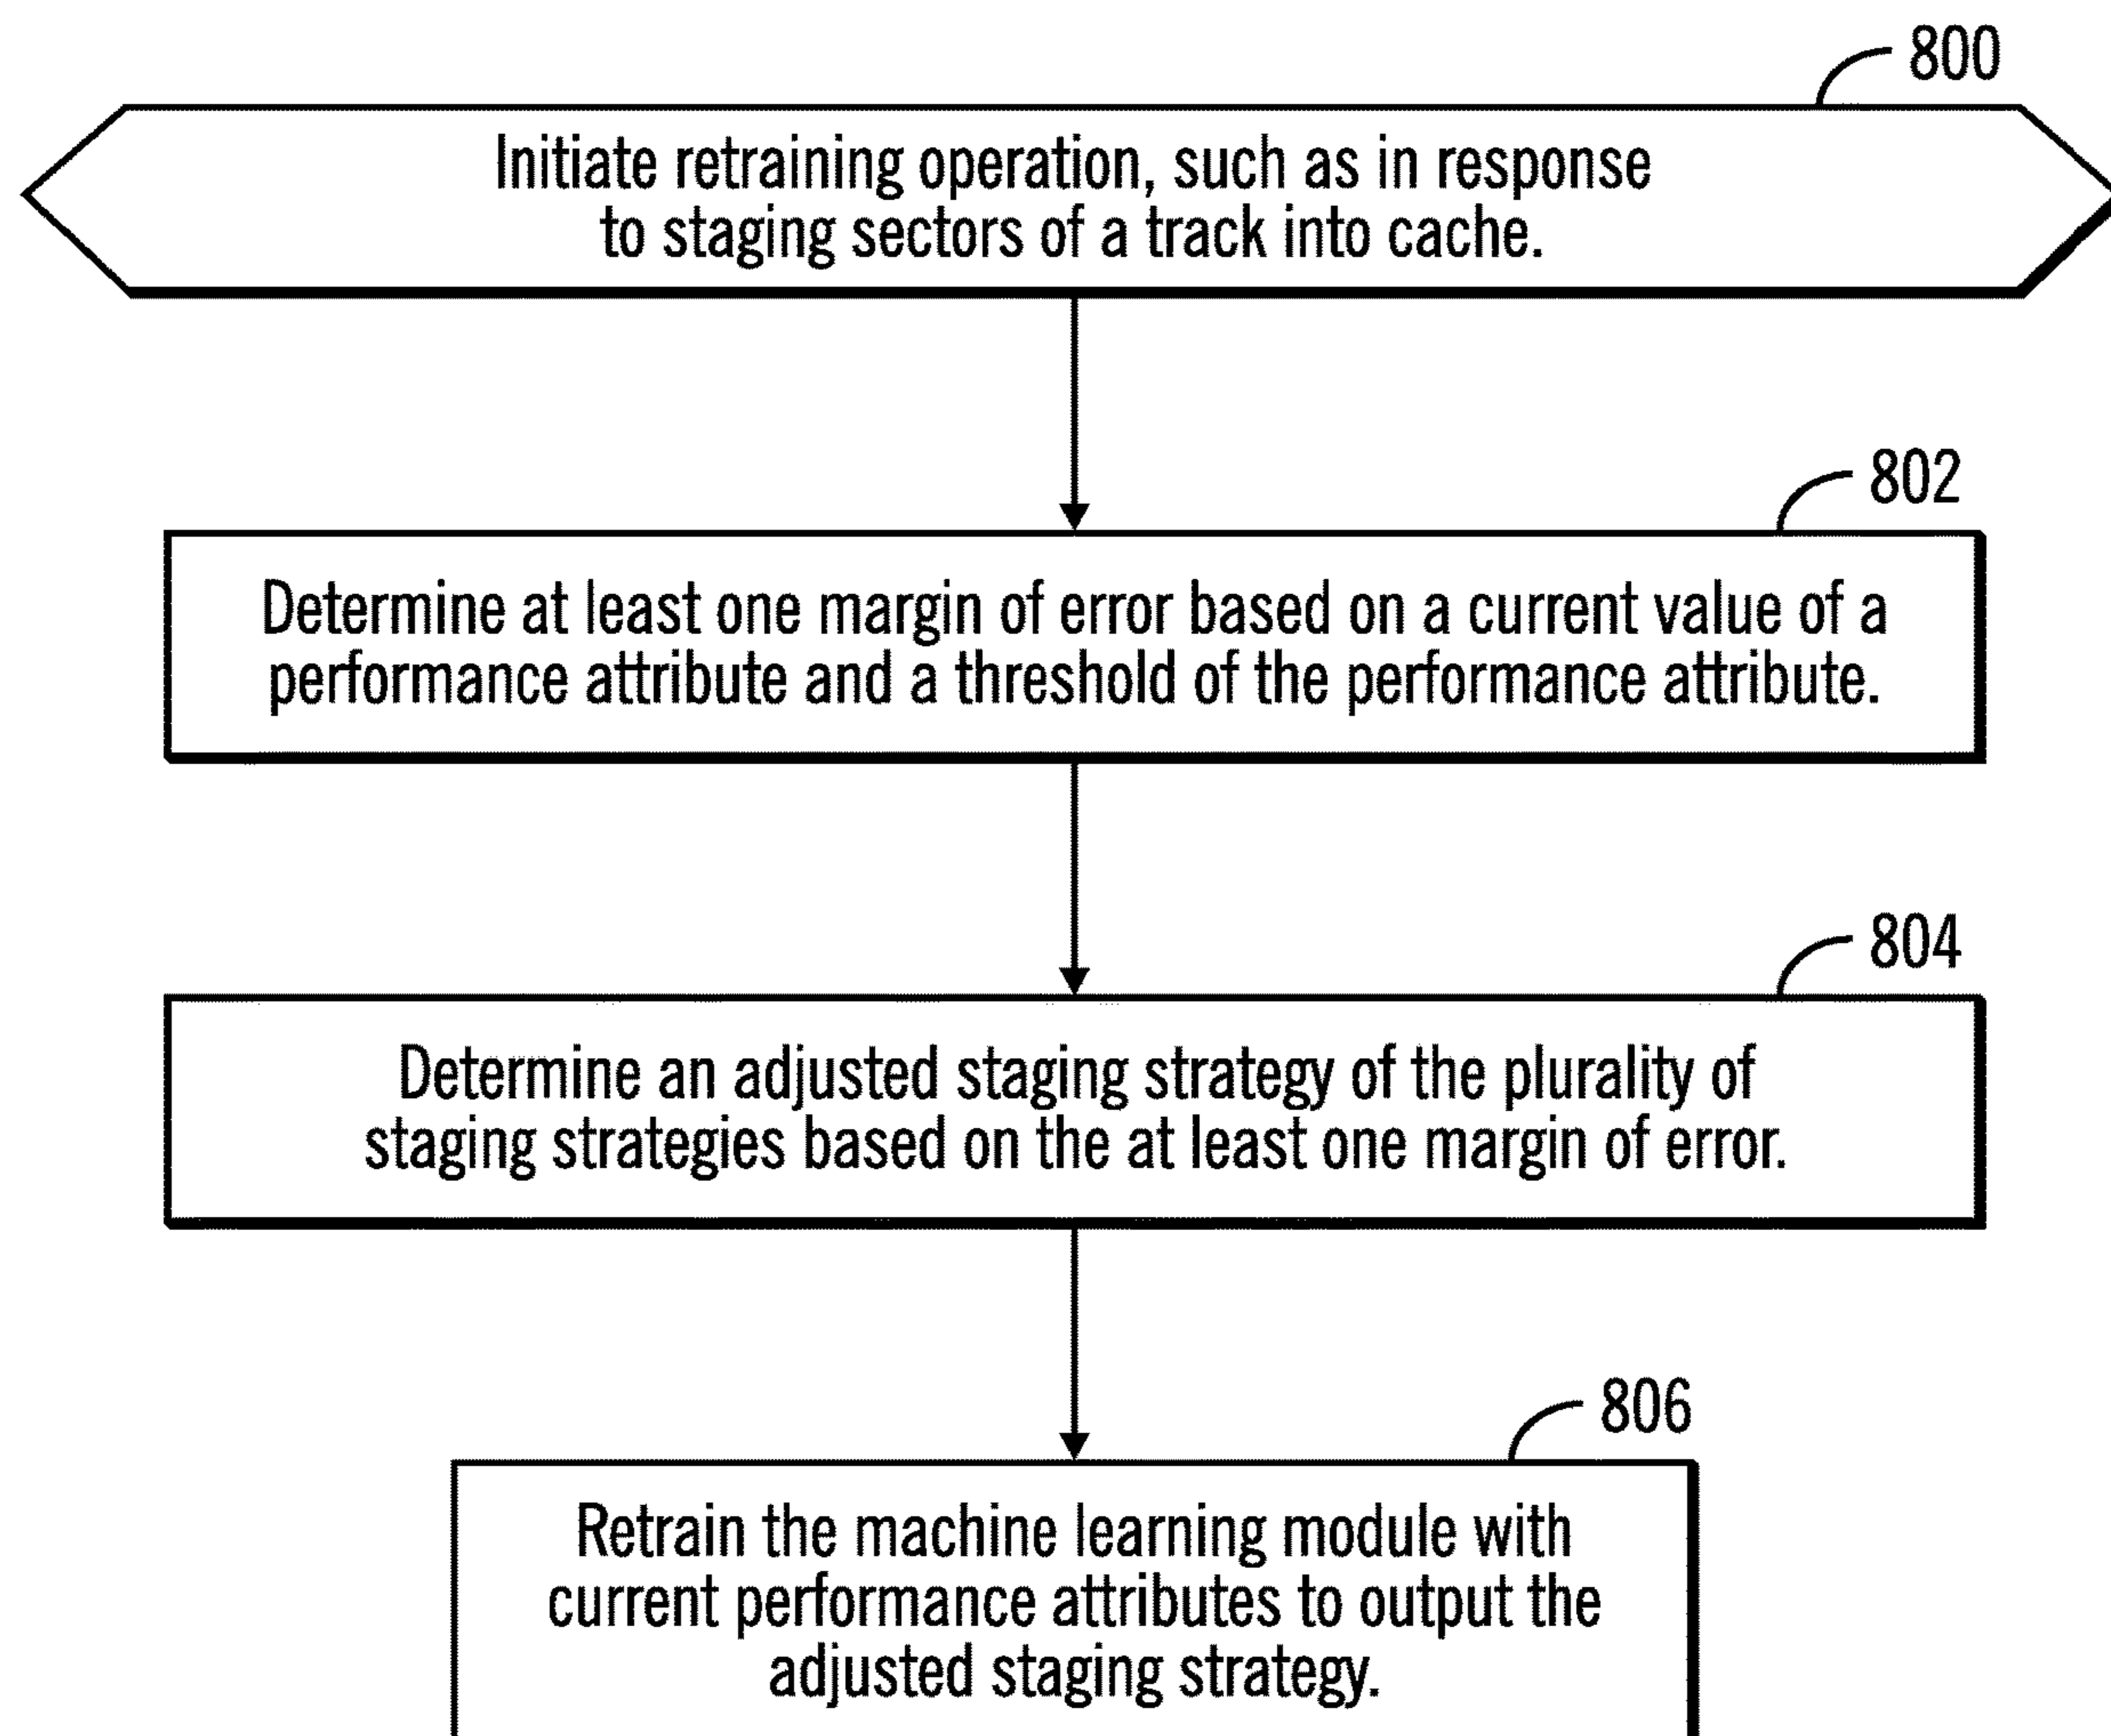 800
Initiate retraining operation, such as in response
to staging sectors of a track into cache.
802
Determine at least one margin of error based on a current value of a
performance attribute and a threshold of the performance attribute.
804
Determine an adjusted staging strategy of the plurality of
staging strategies based on the at least one margin of error.
806
Retrain the machine learning module with
current performance attributes to output the
adjusted staging strategy.